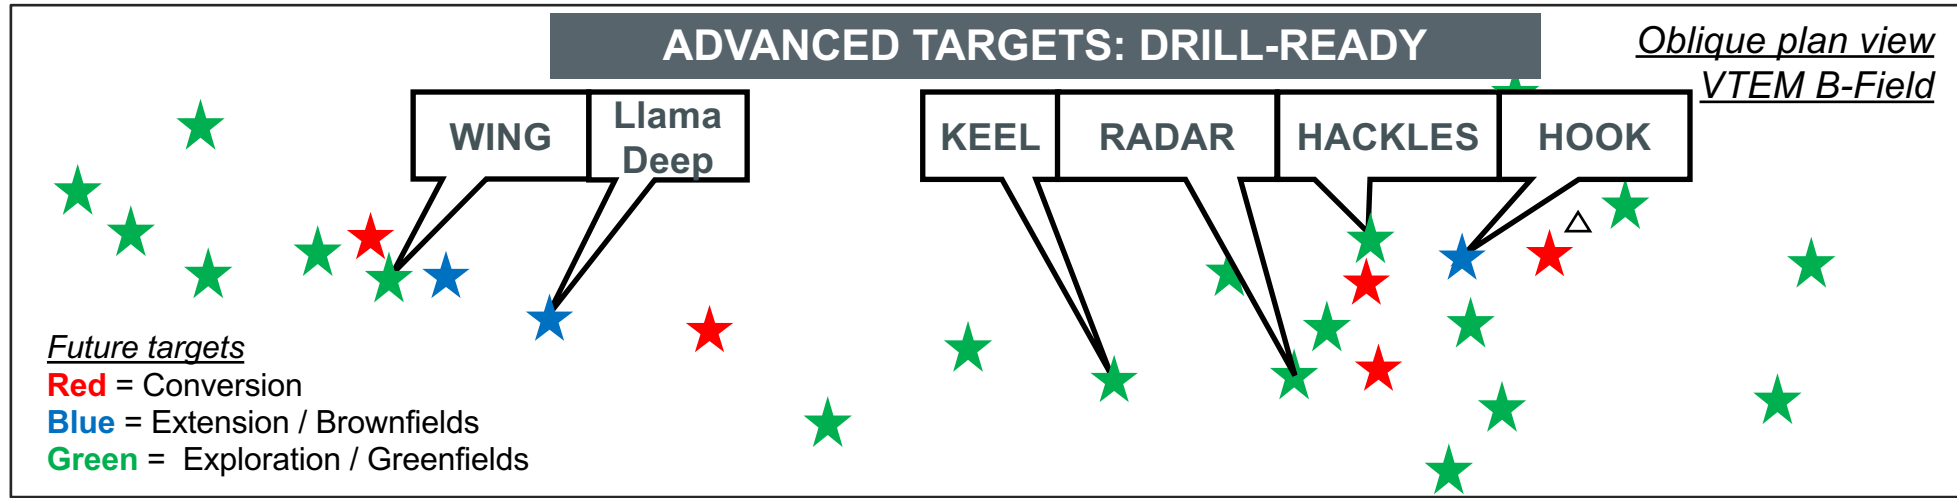 ADVANCED TARGETS: DRILL-READY
Oblique plan view
VTEM B-Field
WING
Llama
Deep
KEEL
RADAR
HACKLES
HOOK
Future targets
Red = Conversion
Blue = Extension / Brownfields
Green = Exploration / Greenfields